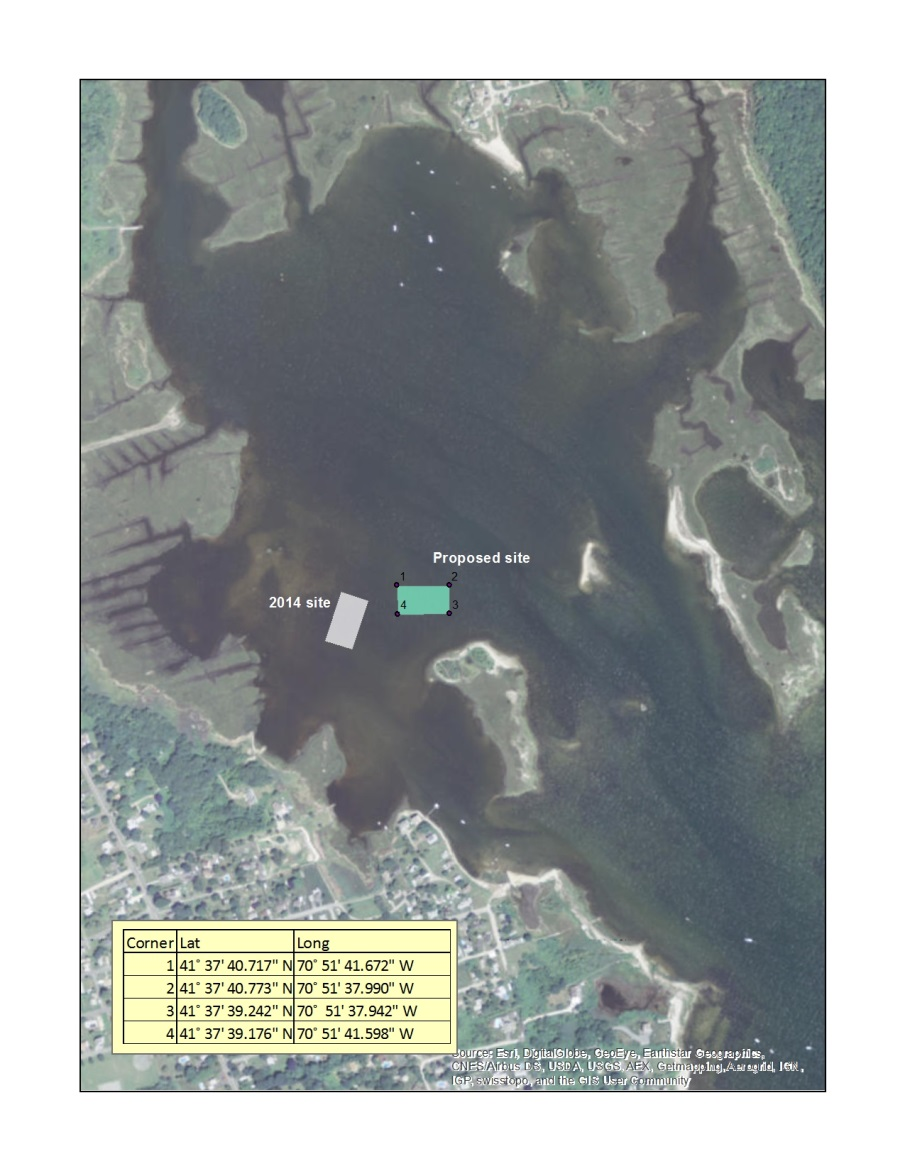 Proposed site
1 2
2014 site
4 3
Corner Lat Long
1 41° 37' 40.717" N 70° 51' 41.672" W
2 41° 37' 40.773" N 70° 51' 37.990" W
3 41° 37' 39.242" N 70° 51' 37.942" W
4 41° 37' 39.176" N 70° 51' 41.598" W
Source: Esri, DigitalGlobe, GeoEye, Earthstar Geographics,
CNES/Airbus DS, USDA, USGS, AEX, Getmapping, Aerogrid, IGN,
IGP, swisstopo, and the GIS User Community